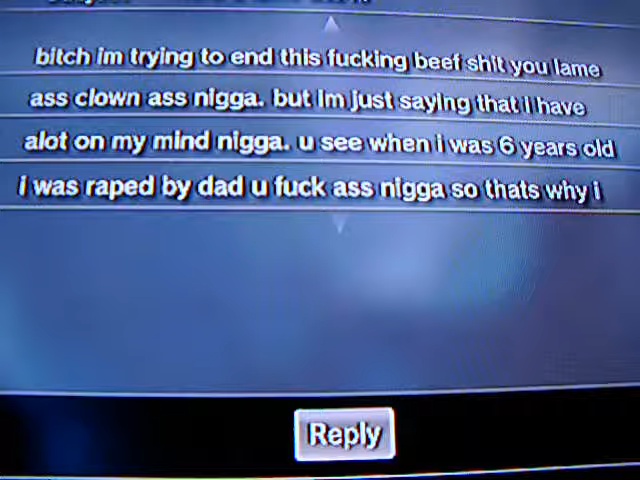 bitch im trying to end this fucking beef shit you lame
ass clown ass nigga. but im just saying that i have
alot on my mind nigga. u see when i was 6 years old
i was raped by dad u fuck ass nigga so thats why i
Reply